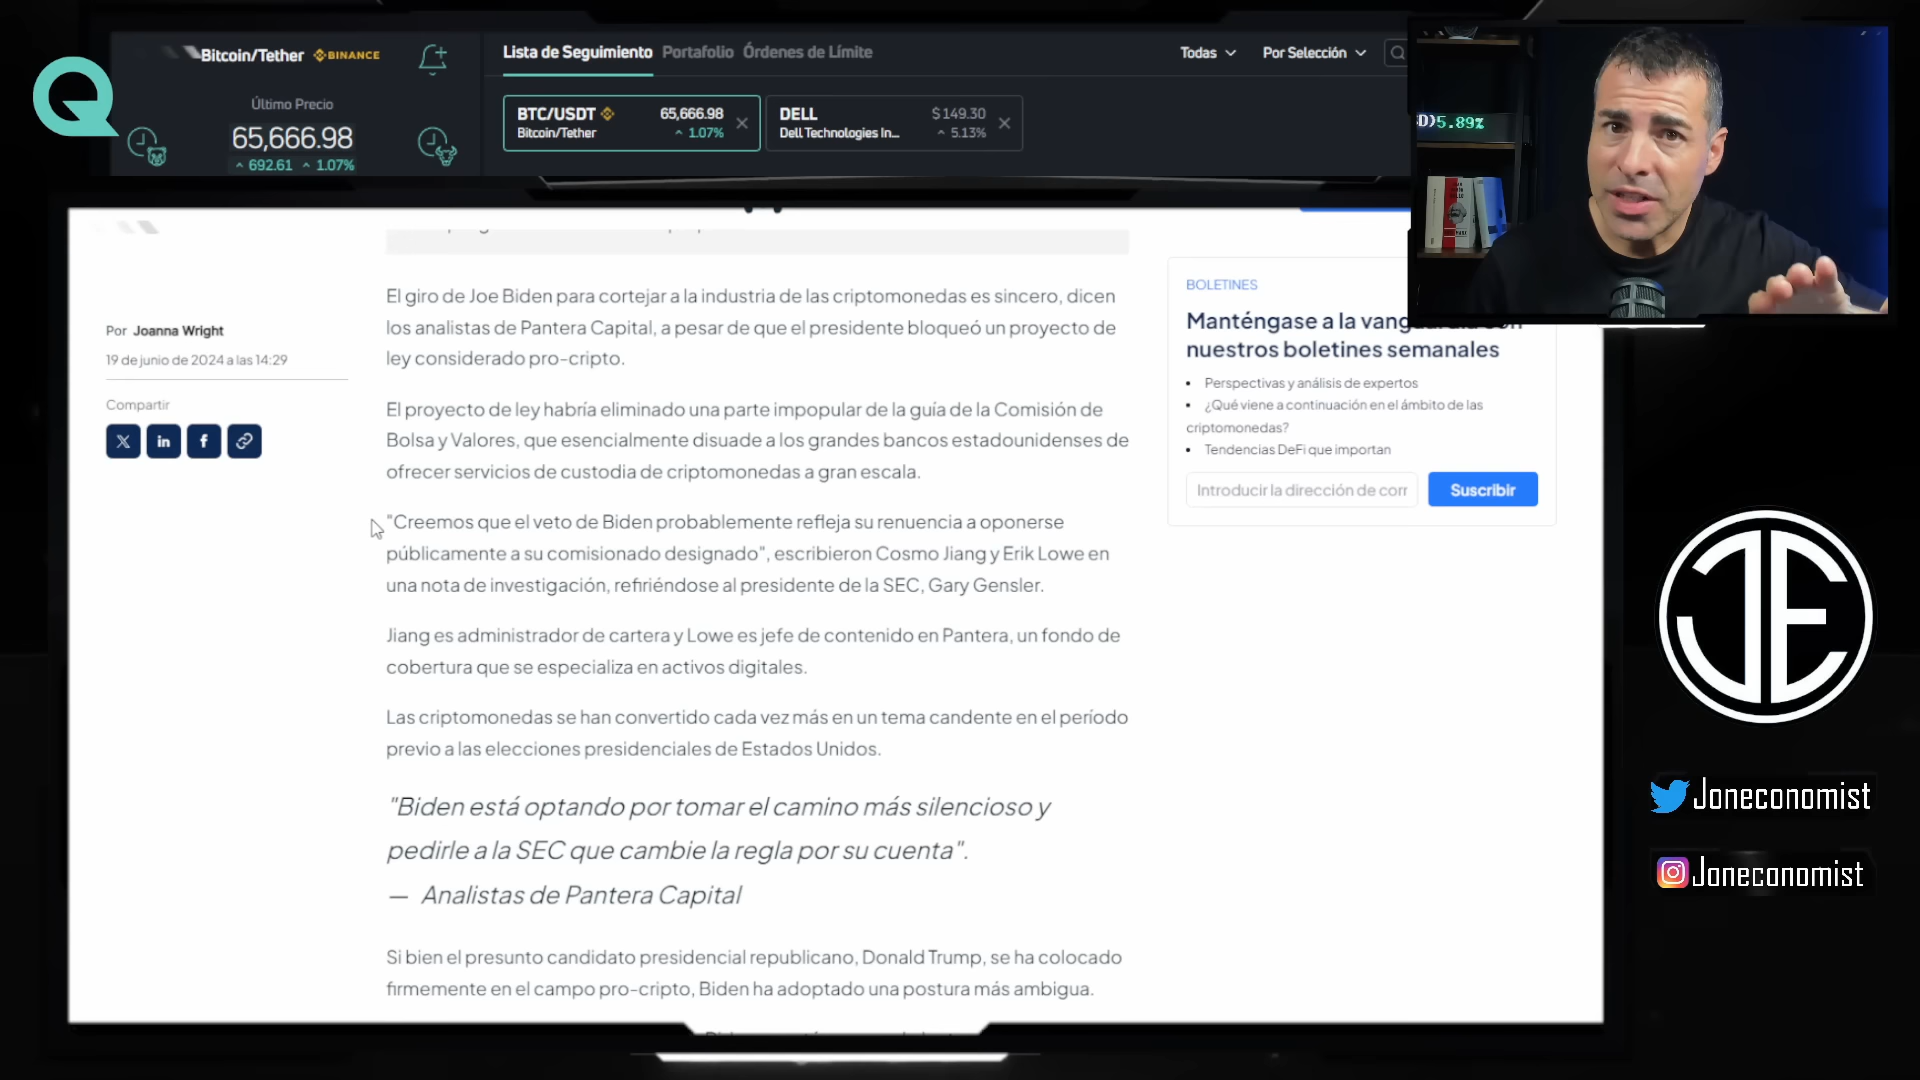 Bitcoin/Tether BINANCE
Último Precio
65,666.98
692.61 1.07%
Lista de Seguimiento Portafolio Órdenes de Límite
Todas Por Selección
BTC/USDT 65,666.98
Bitcoin/Tether 1.07%
DELL $149.30
Dell Technologies In... 5.13%
D)5.89%
Por Joanna Wright
19 de junio de 2024 a las 14:29
Compartir
El giro de Joe Biden para cortejar a la industria de las criptomonedas es sincero, dicen
los analistas de Pantera Capital, a pesar de que el presidente bloqueó un proyecto de
ley considerado pro-cripto.
El proyecto de ley habría eliminado una parte impopular de la guía de la Comisión de
Bolsa y Valores, que esencialmente disuade a los grandes bancos estadounidenses de
ofrecer servicios de custodia de criptomonedas a gran escala.
"Creemos que el veto de Biden probablemente refleja su renuencia a oponerse
públicamente a su comisionado designado", escribieron Cosmo Jiang y Erik Lowe en
una nota de investigación, refiriéndose al presidente de la SEC, Gary Gensler.
Jiang es administrador de cartera y Lowe es jefe de contenido en Pantera, un fondo de
cobertura que se especializa en activos digitales.
Las criptomonedas se han convertido cada vez más en un tema candente en el período
previo a las elecciones presidenciales de Estados Unidos.
"Biden está optando por tomar el camino más silencioso y
pedirle a la SEC que cambie la regla por su cuenta".
— Analistas de Pantera Capital
Si bien el presunto candidato presidencial republicano, Donald Trump, se ha colocado
firmemente en el campo pro-cripto, Biden ha adoptado una postura más ambigua.
BOLETINES
Manténgase a la
nuestros boletines semanales
• Perspectivas y análisis de expertos
• ¿Qué viene a continuación en el ámbito de las
criptomonedas?
• Tendencias DeFi que importan
Introducir la dirección de corr
Suscribir
JE
Joneconomist
Joneconomist